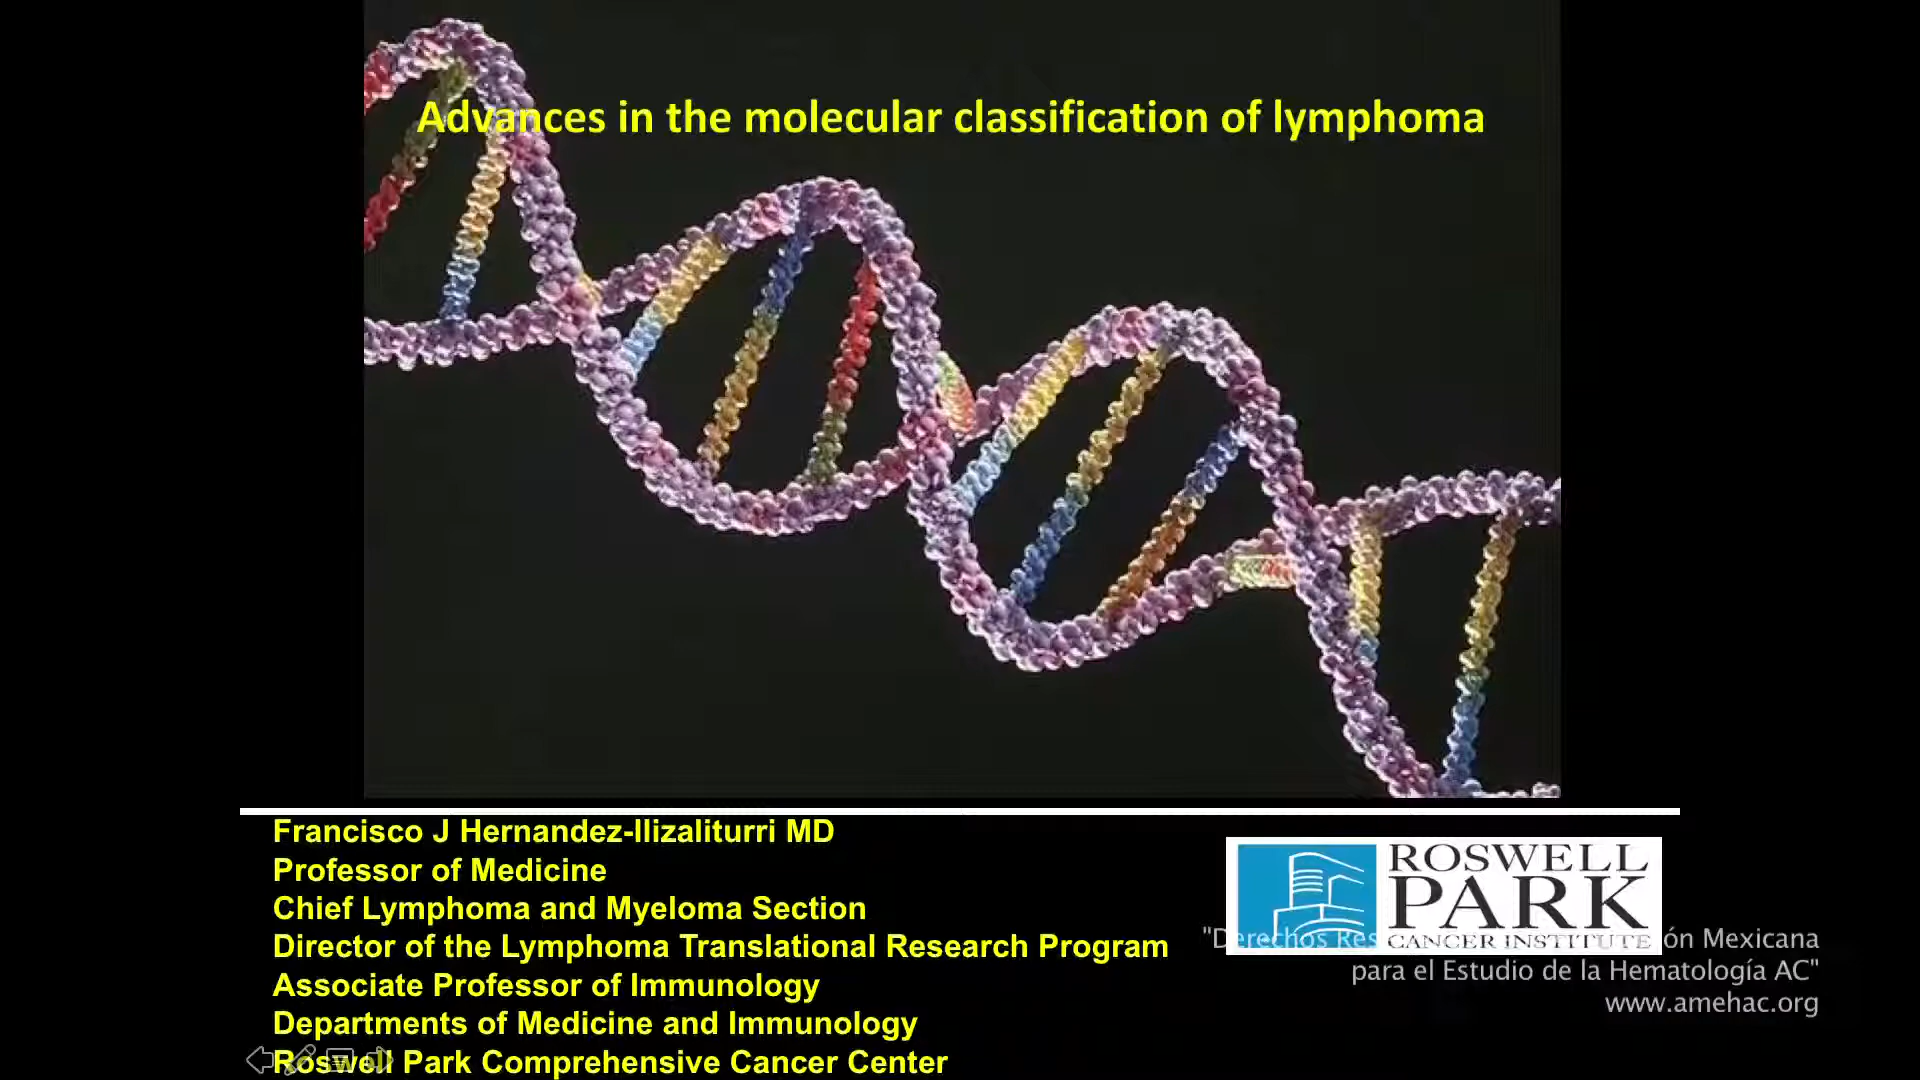 Advances in the molecular classification of lymphoma
Francisco J Hernandez-Ilizaliturri MD
Professor of Medicine
Chief Lymphoma and Myeloma Section
Director of the Lymphoma Translational Research Program
Associate Professor of Immunology
Departments of Medicine and Immunology
Roswell Park Comprehensive Cancer Center
ROSWELL
PARK
CANCER INSTITUTE
"Derechos Mexicana
para el Estudio de la Hematología AC"
www.amehac.org